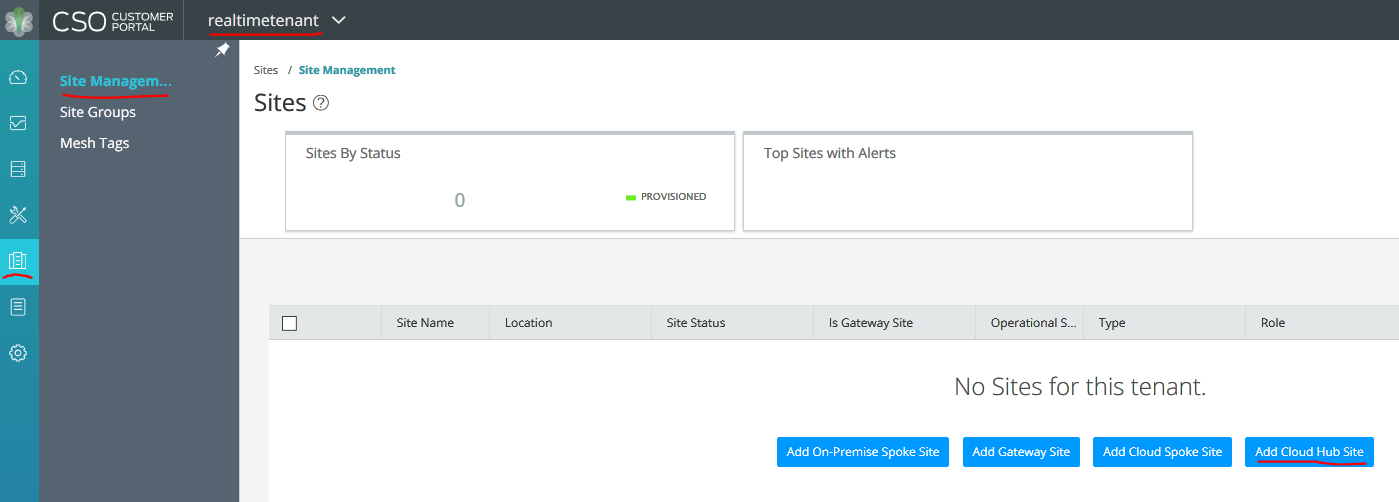 CSO CUSTOMER PORTAL realtimetenant
Site Managem...
Site Groups
Mesh Tags
Sites / Site Management
Sites ?
Sites By Status
0 PROVISIONED
Top Sites with Alerts
Site Name Location Site Status Is Gateway Site Operational S... Type Role
No Sites for this tenant.
Add On-Premise Spoke Site Add Gateway Site Add Cloud Spoke Site Add Cloud Hub Site